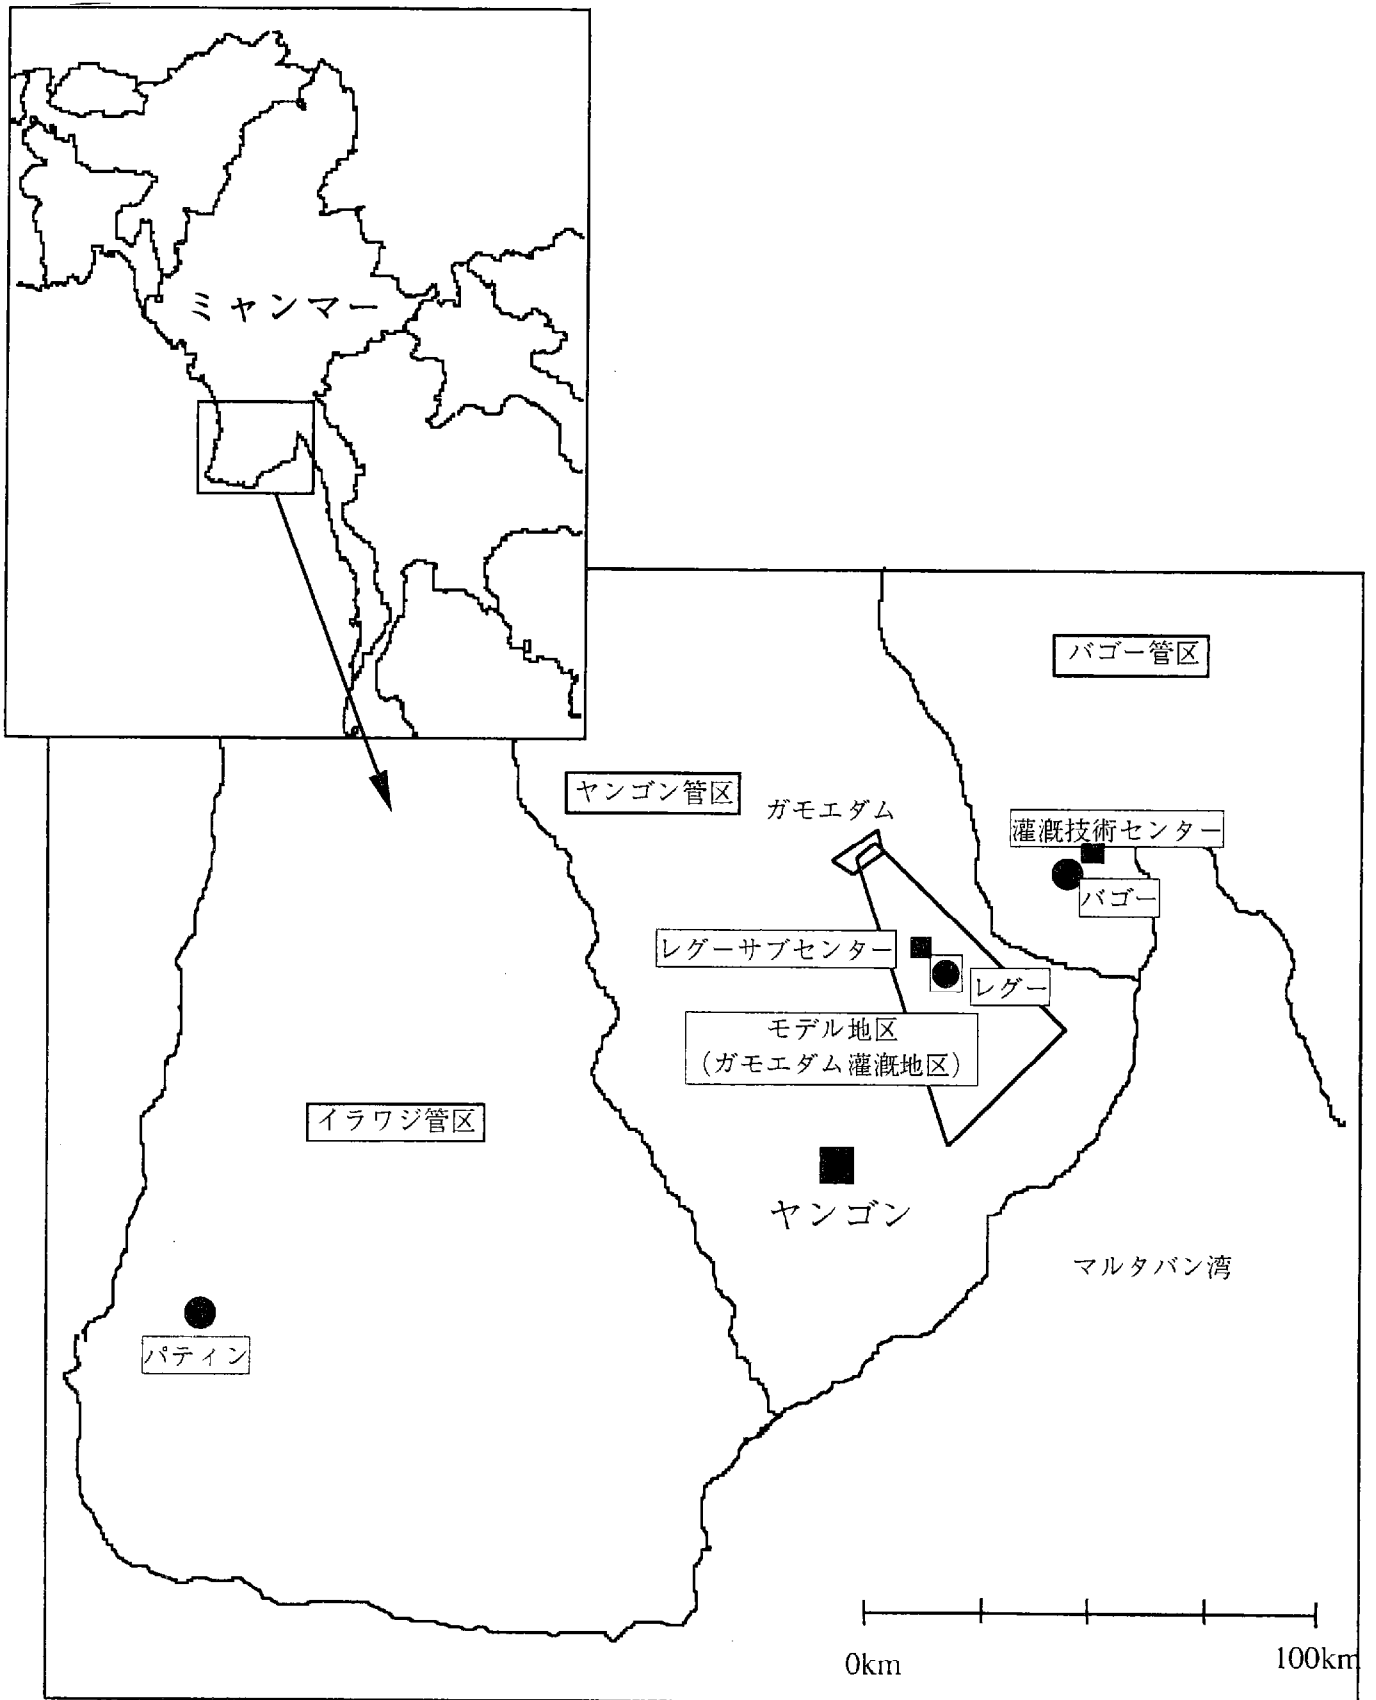 ミャンマー
バゴー管区
ヤンゴン管区
ガモエダム
灌漑技術センター
バゴー
レグーサブセンター
レグー
モデル地区
(ガモエダム灌漑地区)
イラワジ管区
ヤンゴン
マルタバン湾
パティン
0km
100km